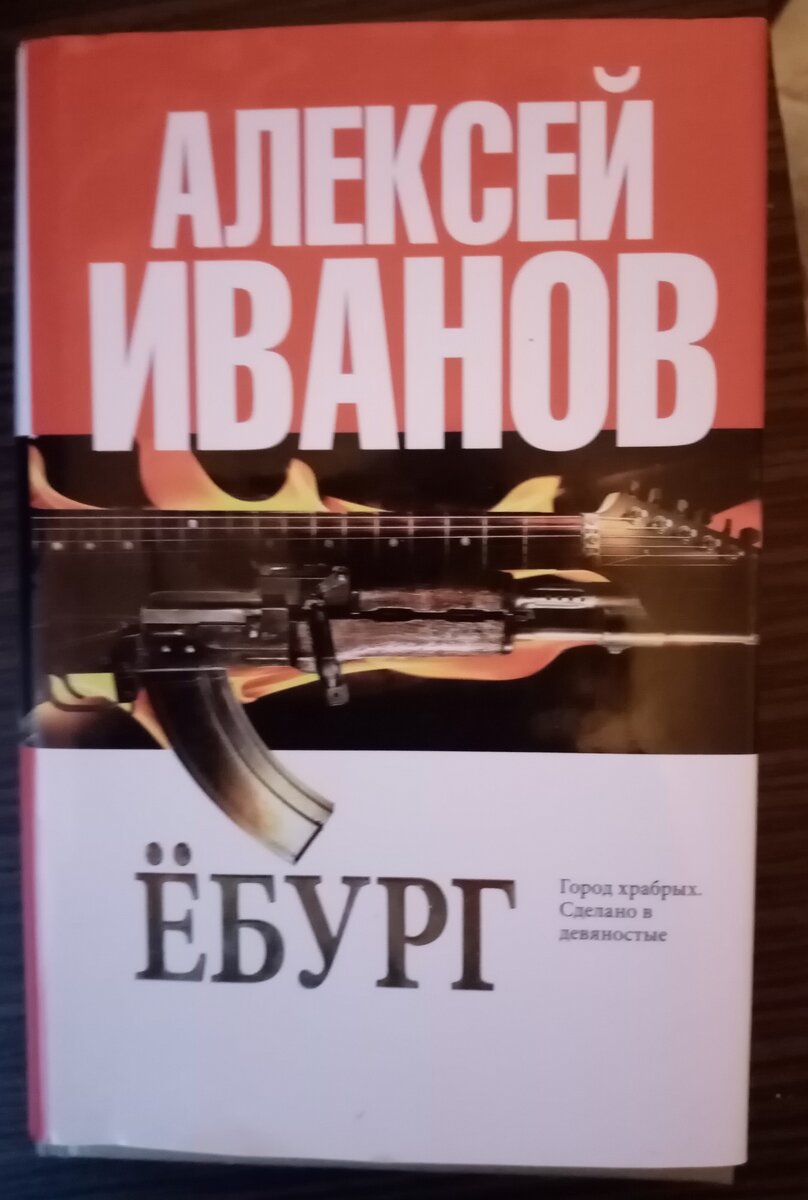 АЛЕКСЕЙ
ИВАНОВ
ЁБУРГ
Город храбрых.
Сделано в
девяностые